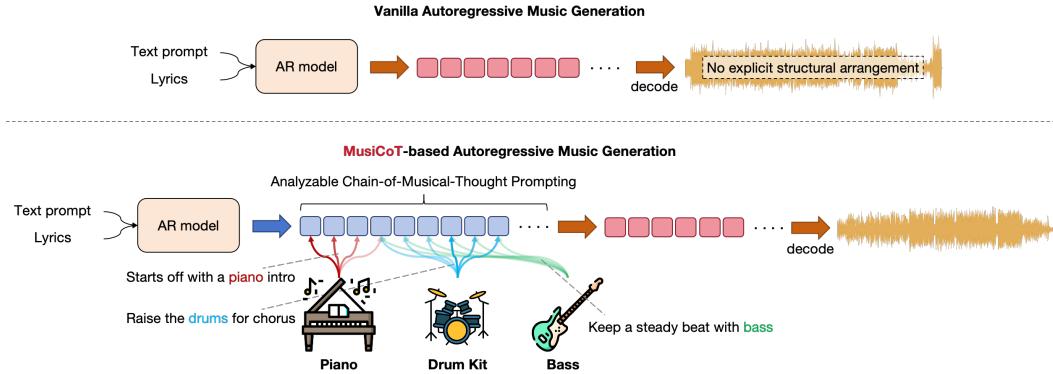 Vanilla Autoregressive Music Generation
Text prompt
Lyrics
AR model
decode
No explicit structural arrangement
MusiCoT-based Autoregressive Music Generation
Analyzable Chain-of-Musical-Thought Prompting
Text prompt
Lyrics
AR model
decode
Starts off with a piano intro
Raise the drums for chorus
Keep a steady beat with bass
Piano
Drum Kit
Bass